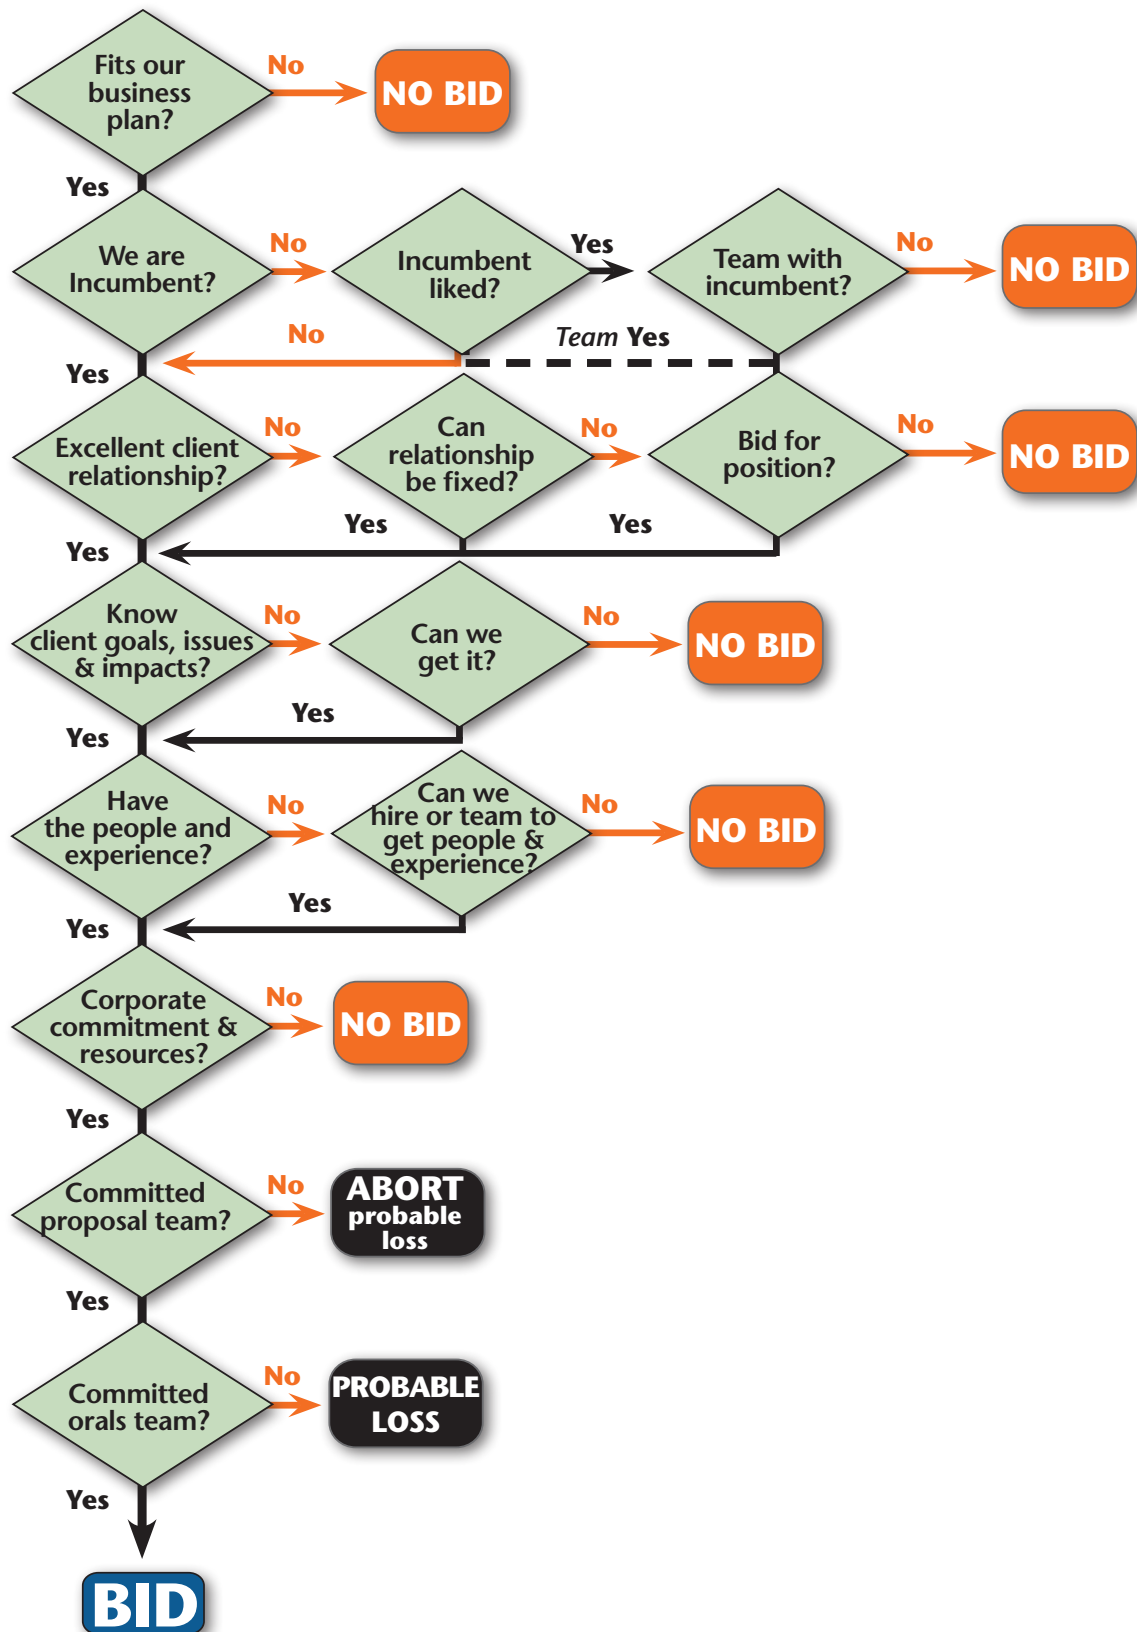 Fits our
business
plan?
No
NO BID
Yes
We are
Incumbent?
No
Incumbent
liked?
Yes
Team with
incumbent?
No
NO BID
No
Team Yes
Yes
Excellent client
relationship?
No
Can
relationship
be fixed?
No
Bid for
position?
No
NO BID
Yes
Yes
Yes
Know
client goals, issues
& impacts?
No
Can we
get it?
No
NO BID
Yes
Yes
Have
the people and
experience?
No
Can we
hire or team to
get people &
experience?
No
NO BID
Yes
Yes
Corporate
commitment &
resources?
No
NO BID
Yes
Committed
proposal team?
No
ABORT
probable
loss
Yes
Committed
orals team?
No
PROBABLE
LOSS
Yes
BID